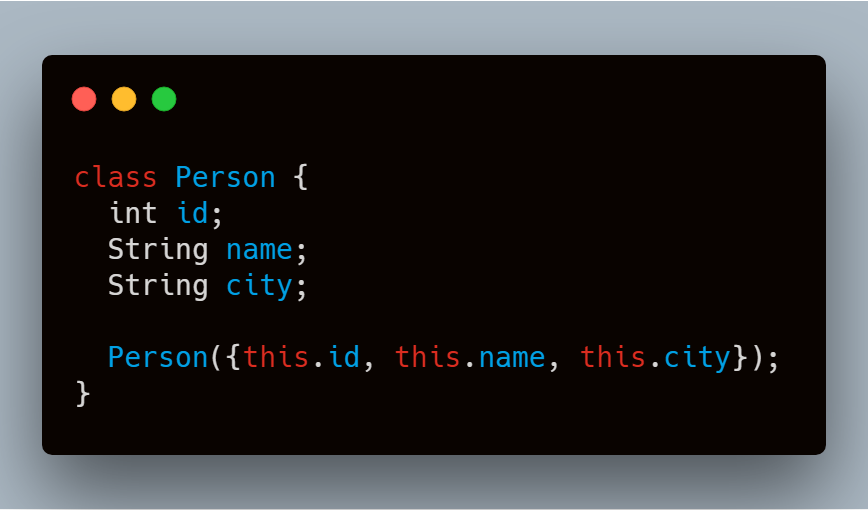 class Person {
  int id;
  String name;
  String city;

  Person({this.id, this.name, this.city});
}